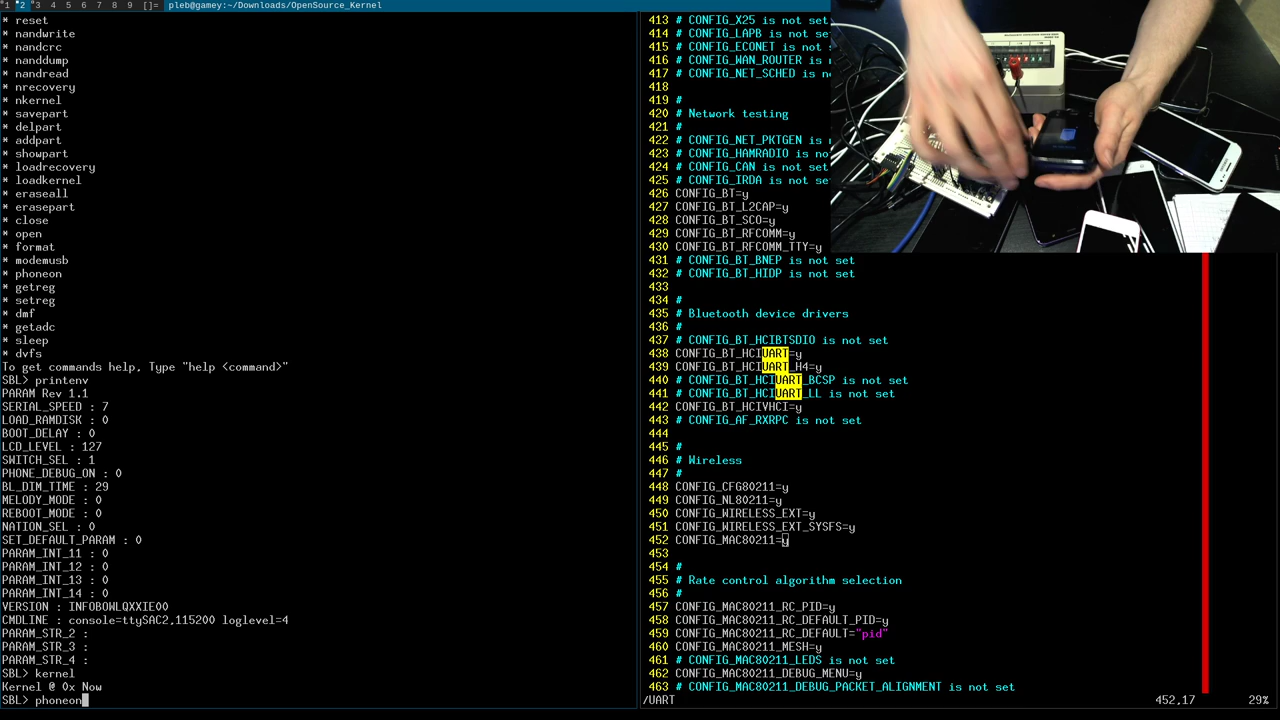 1 2 3 4 5 6 7 8 9 []= pleb@gamey:~/Downloads/OpenSource_Kernel
* reset
* nandwrite
* nandcrc
* nanddump
* nandread
* nrecovery
* nkernel
* savepart
* delpart
* addpart
* showpart
* loadrecovery
* loadkernel
* eraseall
* erasepart
* close
* open
* format
* modemusb
* phoneon
* getreg
* setreg
* dmf
* getadc
* sleep
* dvfs
To get commands help, Type "help <command>"
SBL> printenv
PARAM Rev 1.1
SERIAL_SPEED : 7
LOAD_RAMDISK : 0
BOOT_DELAY : 0
LCD_LEVEL : 127
SWITCH_SEL : 1
PHONE_DEBUG_ON : 0
BL_DIM_TIME : 29
MELODY_MODE : 0
REBOOT_MODE : 0
NATION_SEL : 0
SET_DEFAULT_PARAM : 0
PARAM_INT_11 : 0
PARAM_INT_12 : 0
PARAM_INT_13 : 0
PARAM_INT_14 : 0
VERSION : INFOBOWLQXXIE00
CMDLINE : console=ttySAC2,115200 loglevel=4
PARAM_STR_2 :
PARAM_STR_3 :
PARAM_STR_4 :
SBL> kernel
Kernel @ 0x Now
SBL> phoneon
413 # CONFIG_X25 is not set
414 # CONFIG_LAPB is not se
415 # CONFIG_ECONET is not
416 # CONFIG_WAN_ROUTER is
417 # CONFIG_NET_SCHED is n
418
419 #
420 # Network testing
421 #
422 # CONFIG_NET_PKTGEN is
423 # CONFIG_HAMRADIO is no
424 # CONFIG_CAN is not set
425 # CONFIG_IRDA is not set
426 CONFIG_BT=y
427 CONFIG_BT_L2CAP=y
428 CONFIG_BT_SCO=y
429 CONFIG_BT_RFCOMM=y
430 CONFIG_BT_RFCOMM_TTY=y
431 # CONFIG_BT_BNEP is not set
432 # CONFIG_BT_HIDP is not set
433
434 #
435 # Bluetooth device drivers
436 #
437 # CONFIG_BT_HCIBTSDIO is not set
438 CONFIG_BT_HCIUART=y
439 CONFIG_BT_HCIUART_H4=y
440 # CONFIG_BT_HCIUART_BCSP is not set
441 # CONFIG_BT_HCIUART_LL is not set
442 CONFIG_BT_HCIVHCI=y
443 # CONFIG_AF_RXRPC is not set
444
445 #
446 # Wireless
447 #
448 CONFIG_CFG80211=y
449 CONFIG_NL80211=y
450 CONFIG_WIRELESS_EXT=y
451 CONFIG_WIRELESS_EXT_SYSFS=y
452 CONFIG_MAC80211=y
453
454 #
455 # Rate control algorithm selection
456 #
457 CONFIG_MAC80211_RC_PID=y
458 CONFIG_MAC80211_RC_DEFAULT_PID=y
459 CONFIG_MAC80211_RC_DEFAULT="pid"
460 CONFIG_MAC80211_MESH=y
461 # CONFIG_MAC80211_LEDS is not set
462 CONFIG_MAC80211_DEBUG_MENU=y
463 # CONFIG_MAC80211_DEBUG_PACKET_ALIGNMENT is not set
/UART 452,17 29%